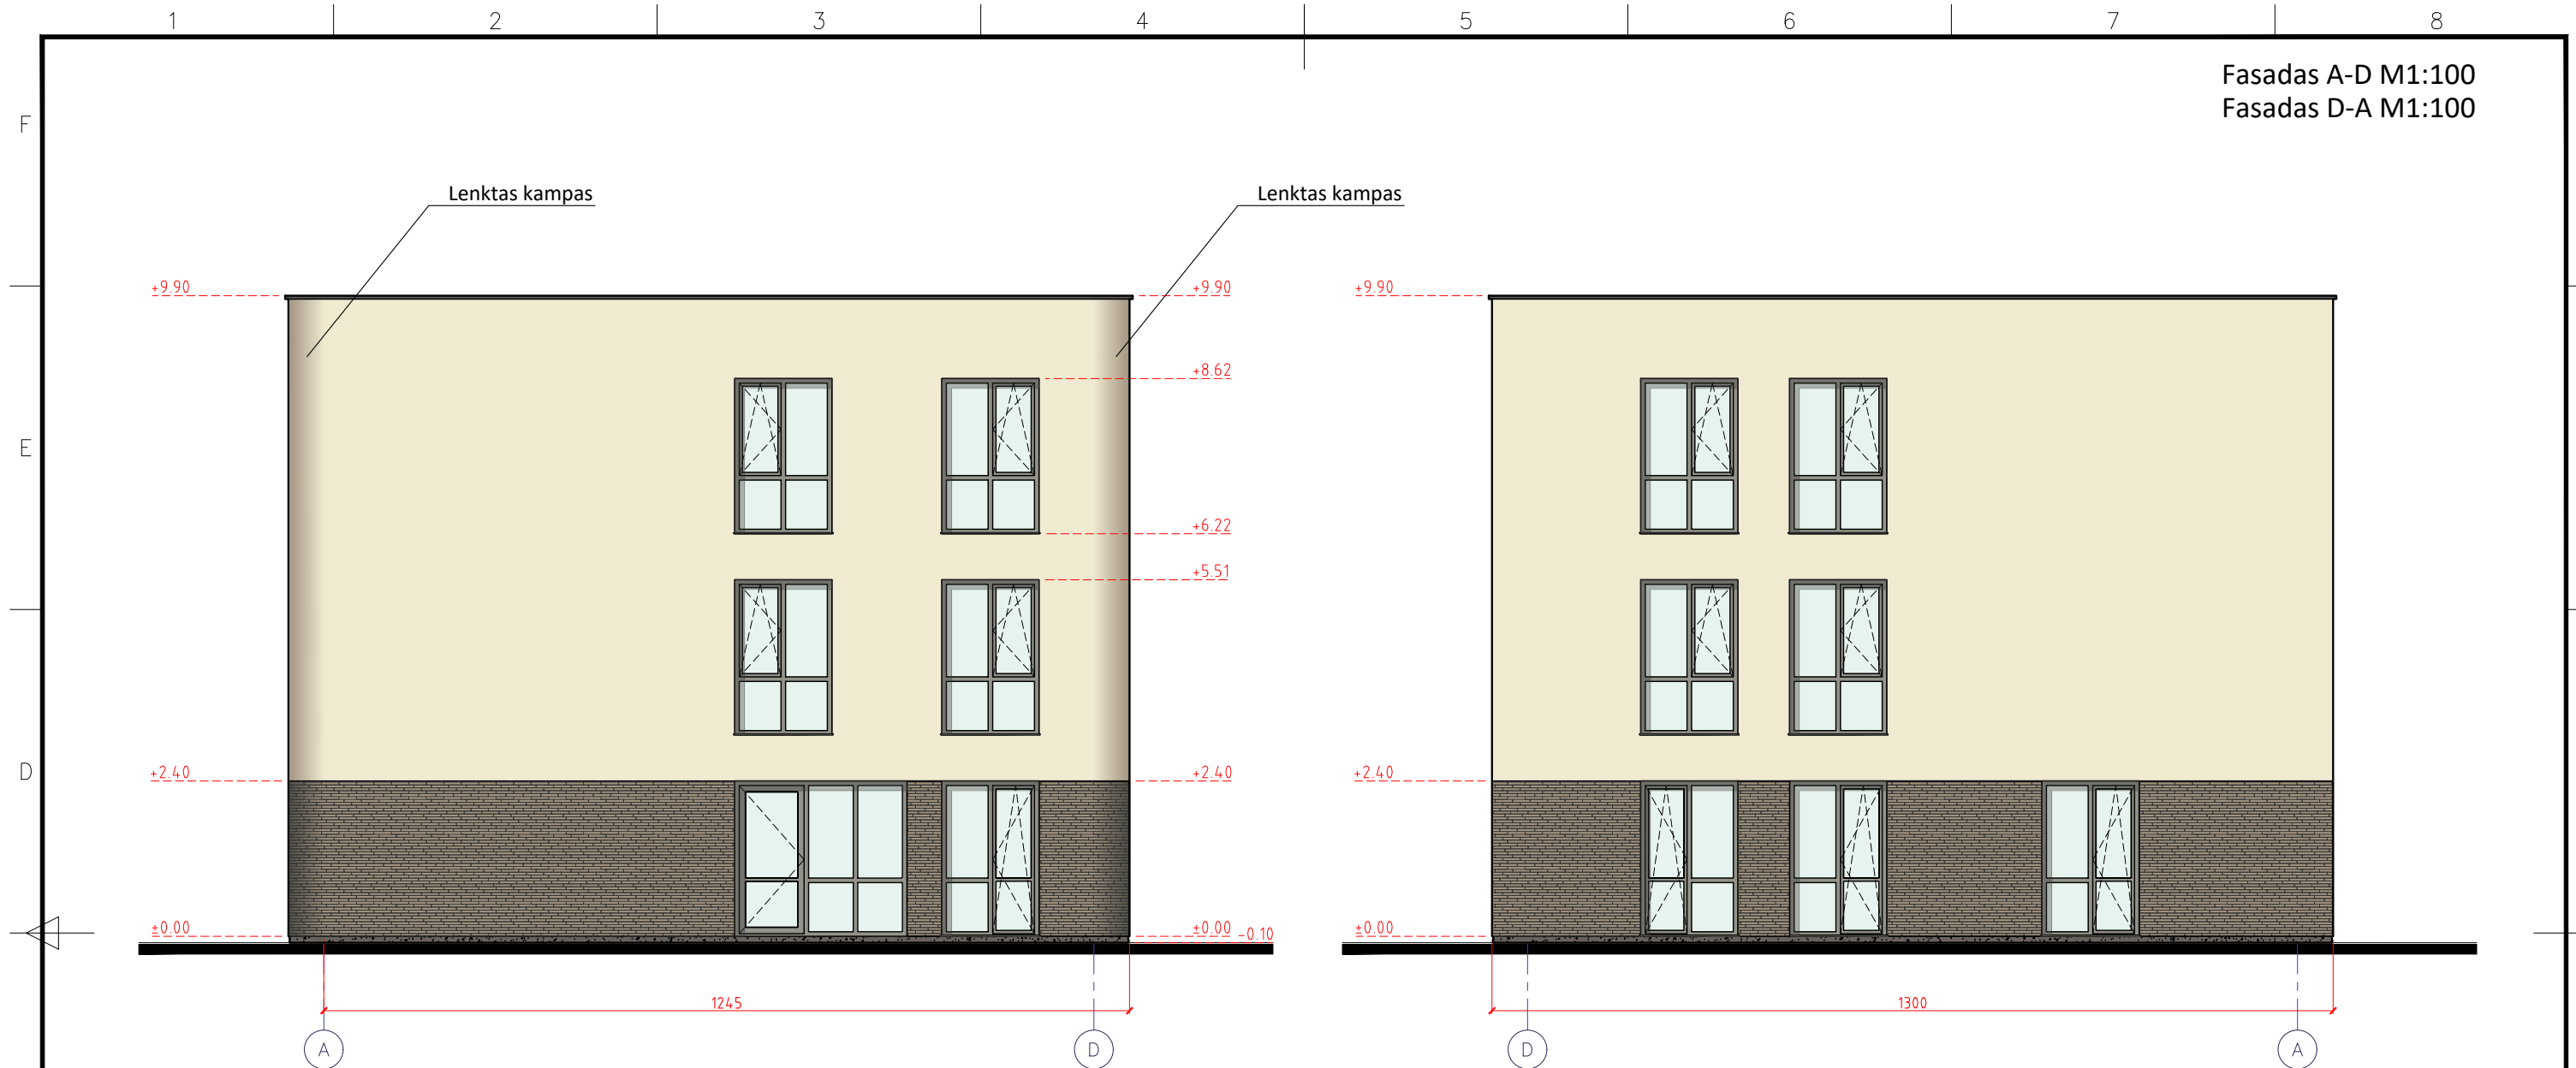 1 2 3 4 5 6 7 8
Fasadas A-D M1:100
Fasadas D-A M1:100
F
Lenktas kampas Lenktas kampas
+9.90 +9.90 +9.90
+8.62
E
+6.22
+5.51
D
+2.40 +2.40 +2.40
±0.00 ±0.00 -0.10 ±0.00
1245 1300
A D D A